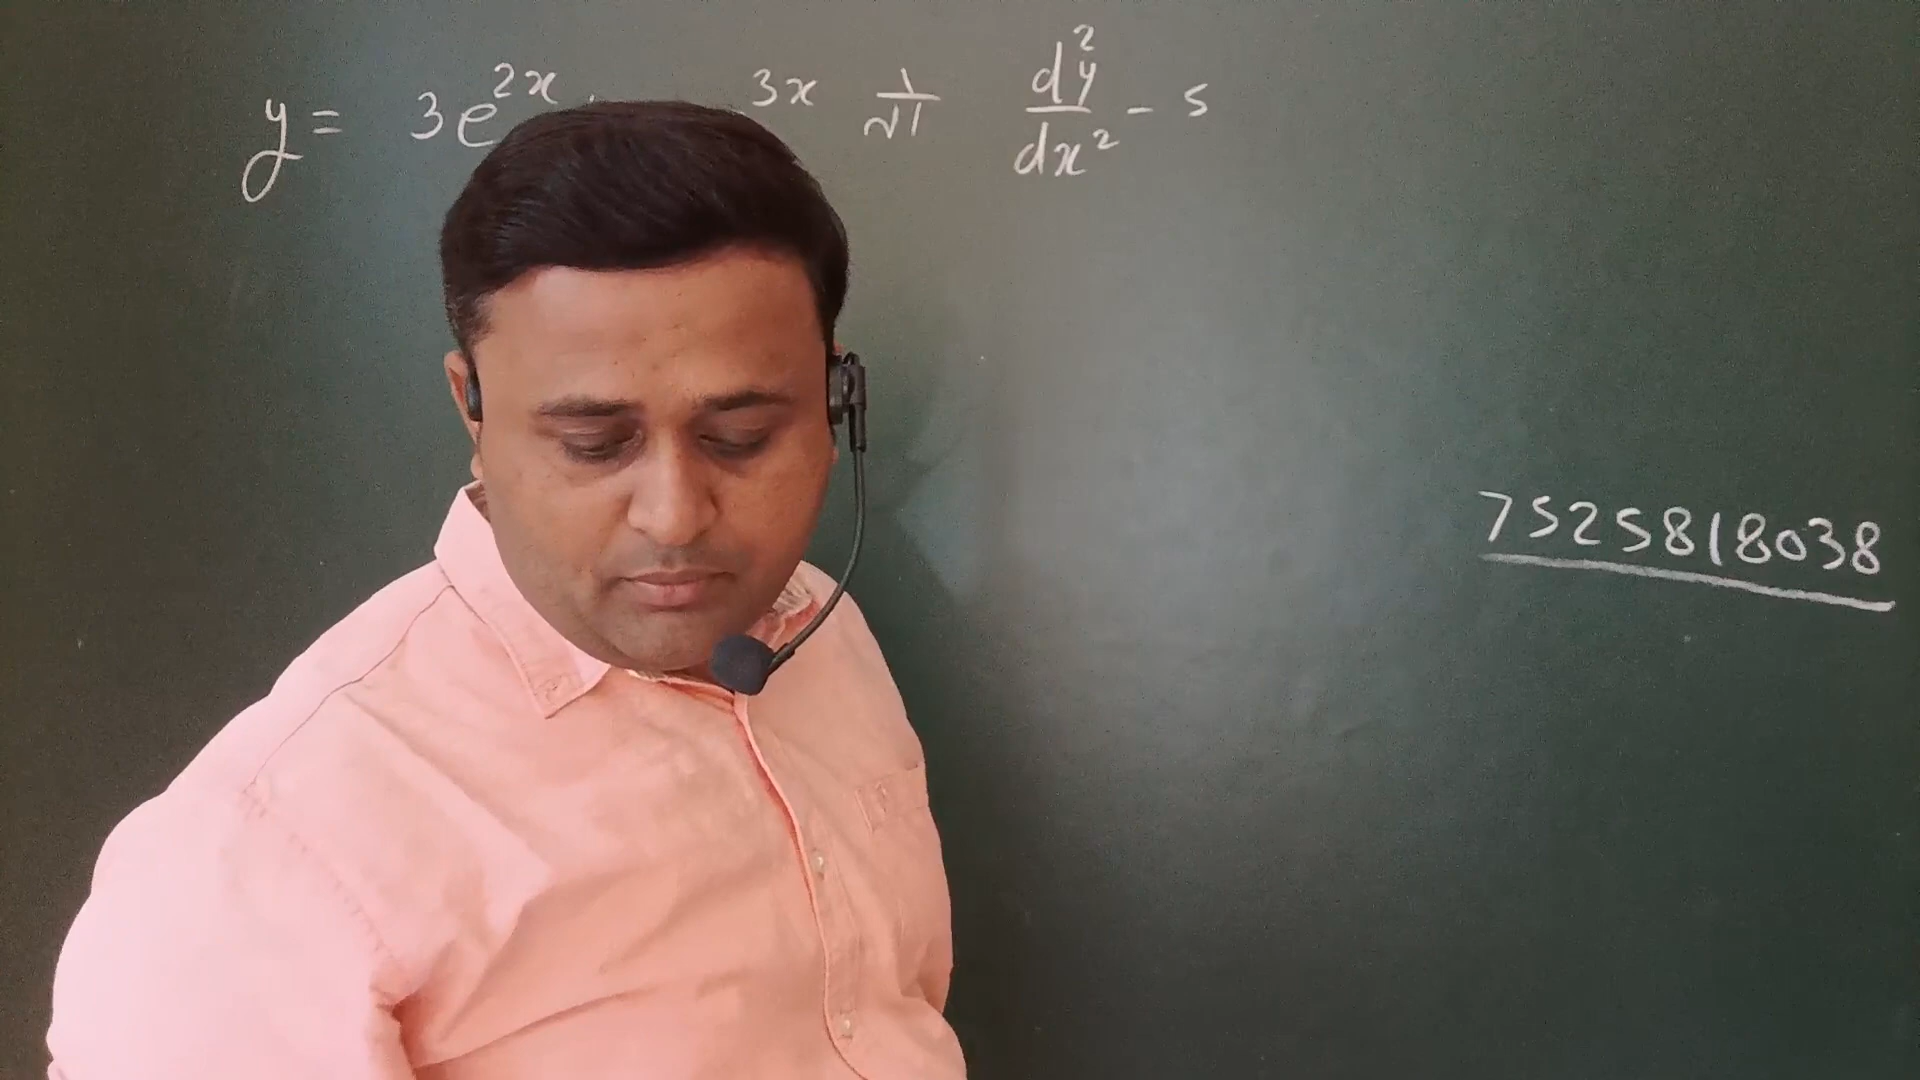 y = 3e^{2x} 3x तो d²y/dx² - 5
7525818038